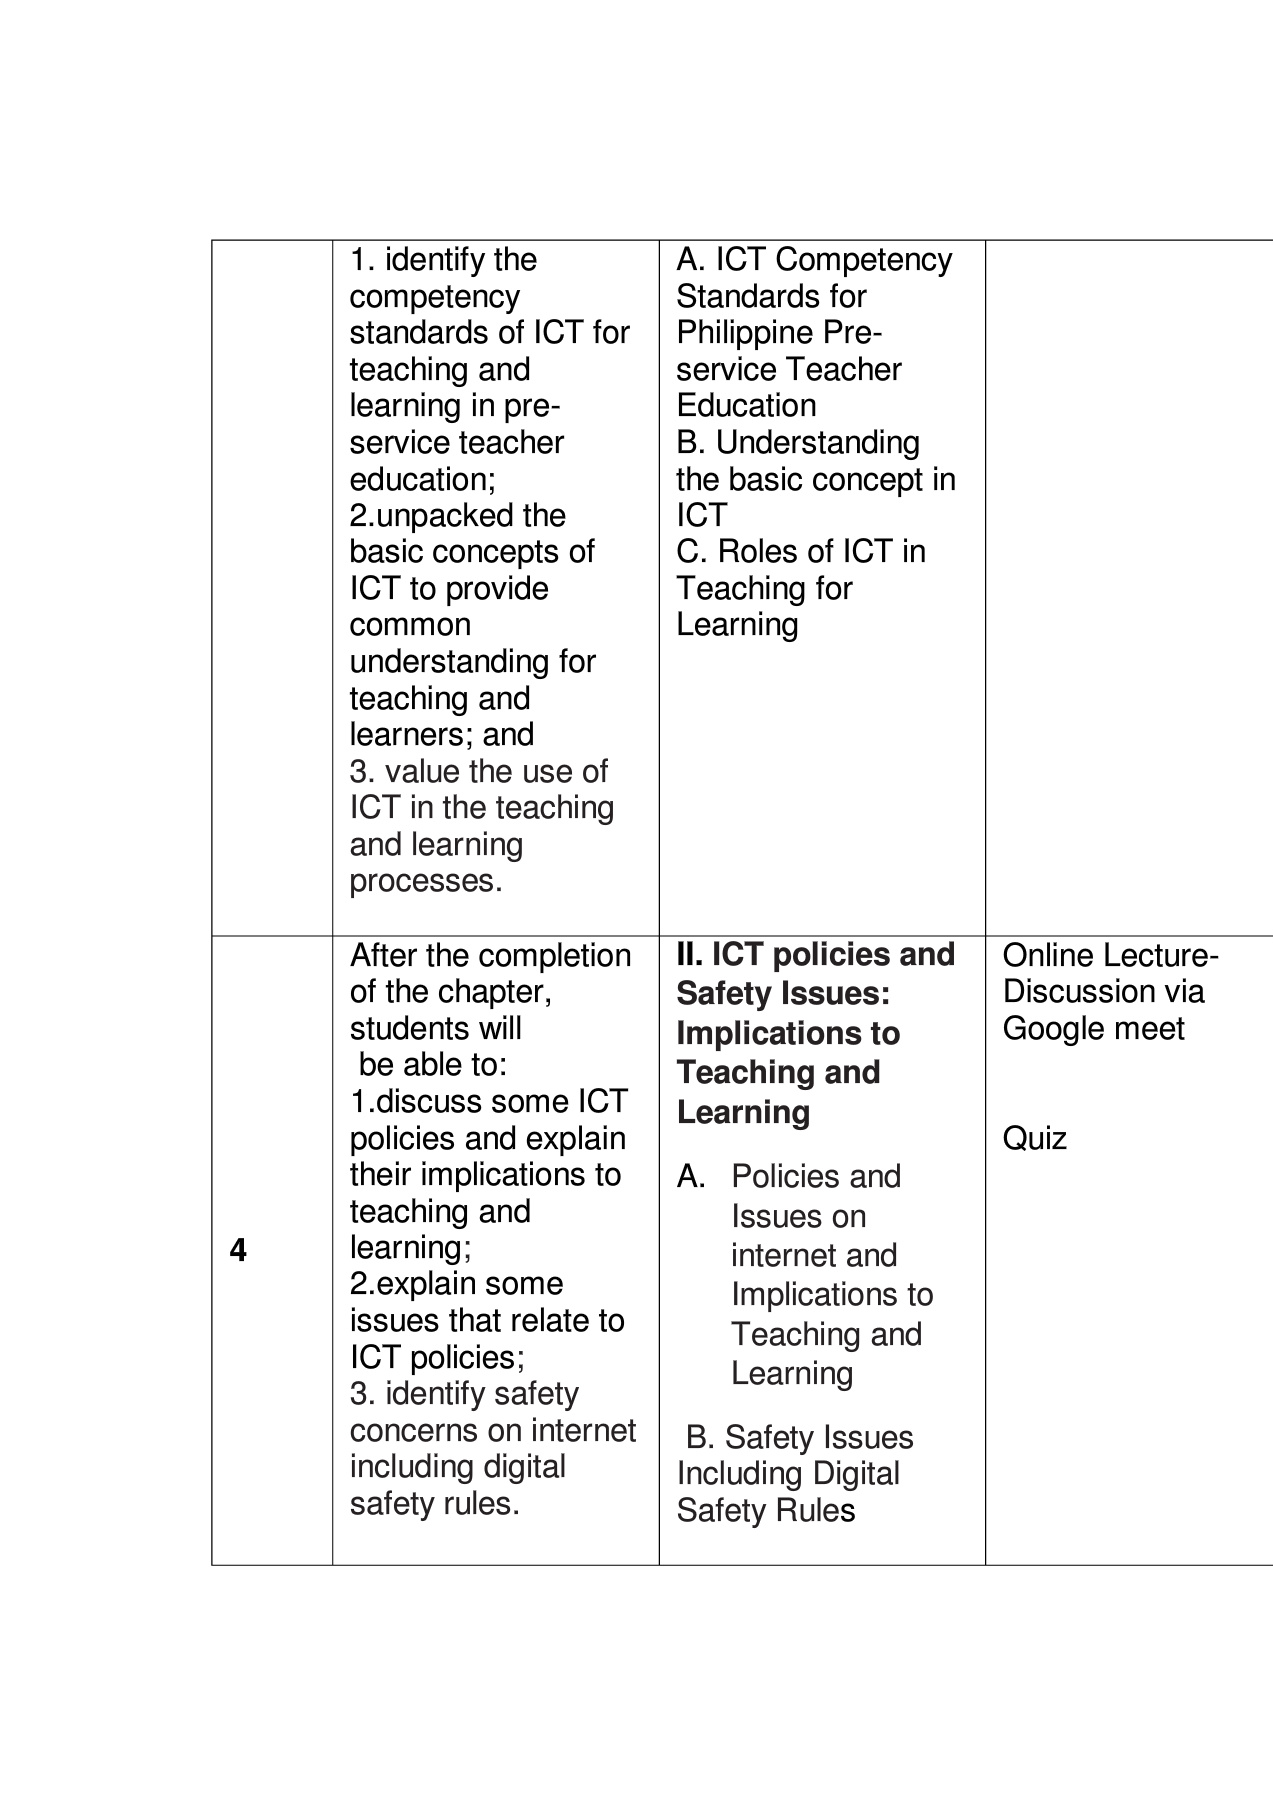 1. identify the
competency
standards of ICT for
teaching and
learning in pre-
service teacher
education;
2.unpacked the
basic concepts of
ICT to provide
common
understanding for
teaching and
learners; and
3. value the use of
ICT in the teaching
and learning
processes.
A. ICT Competency
Standards for
Philippine Pre-
service Teacher
Education
B. Understanding
the basic concept in
ICT
C. Roles of ICT in
Teaching for
Learning
4
After the completion
of the chapter,
students will
be able to:
1.discuss some ICT
policies and explain
their implications to
teaching and
learning;
2.explain some
issues that relate to
ICT policies;
3. identify safety
concerns on internet
including digital
safety rules.
II. ICT policies and
Safety Issues:
Implications to
Teaching and
Learning
A. Policies and
Issues on
internet and
Implications to
Teaching and
Learning
B. Safety Issues
Including Digital
Safety Rules
Online Lecture-
Discussion via
Google meet
Quiz